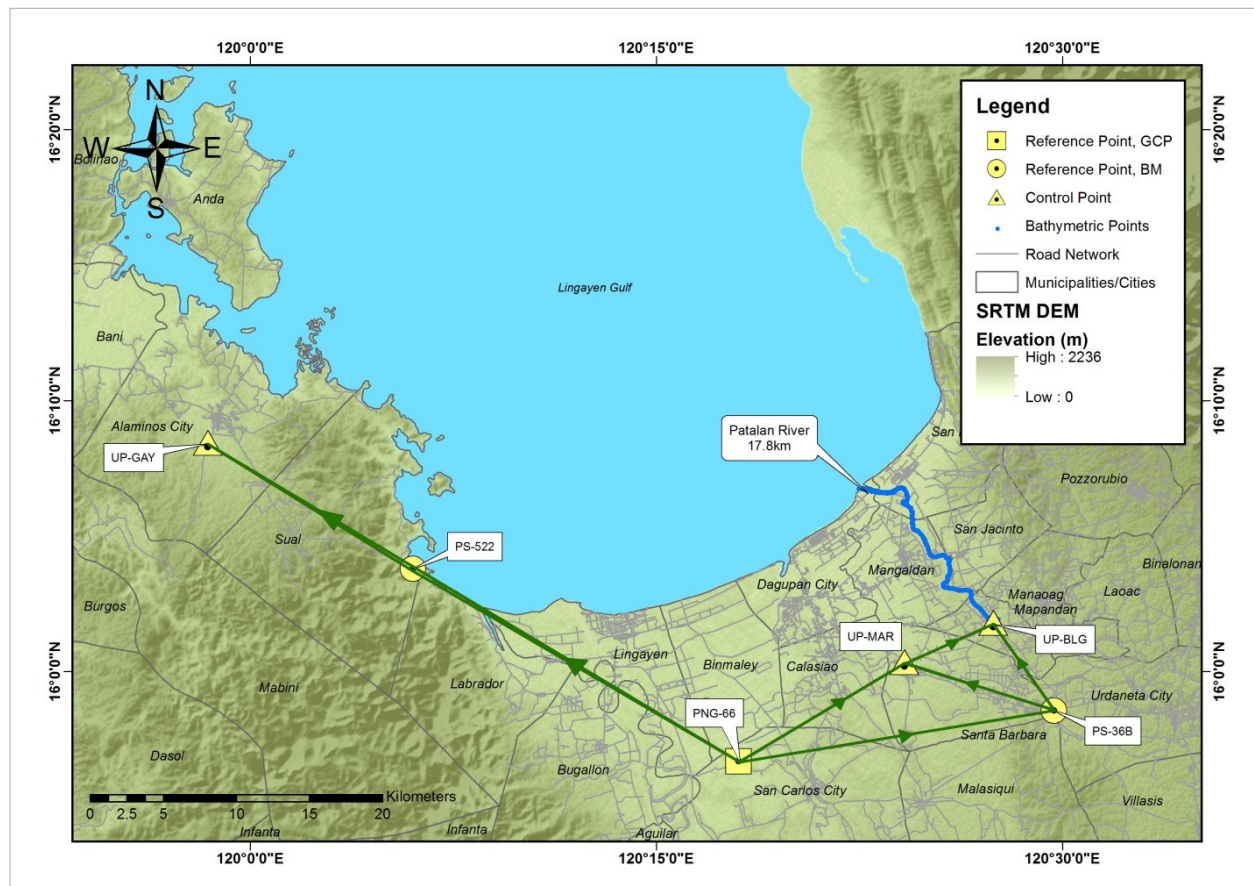 120°0'0"E
120°15'0"E
120°30'0"E
16°20'0"N
16°10'0"N
16°0'0"N
16°20'0"N
16°10'0"N
16°0'0"N
120°0'0"E
120°15'0"E
120°30'0"E
N
W E
S
Legend
Reference Point, GCP
Reference Point, BM
Control Point
Bathymetric Points
Road Network
Municipalities/Cities
SRTM DEM
Elevation (m)
High : 2236
Low : 0
Bolinao
Anda
Lingayen Gulf
Bani
Alaminos City
UP-GAY
Patalan River
17.8km
San
Pozzorubio
Sual
PS-522
San Jacinto
Mangaldan
Dagupan City
Binalonan
Laoac
Manaoag
Mapandan
Burgos
UP-MAR
UP-BLG
Lingayen
Binmaley
Calasiao
Labrador
Mabini
Urdaneta City
PNG-66
PS-36B
Santa Barbara
Dasol
Bugallon
San Carlos City
Malasiqui
Villasis
Kilometers
0 2.5 5 10 15 20
Infanta
Infanta
Aguilar